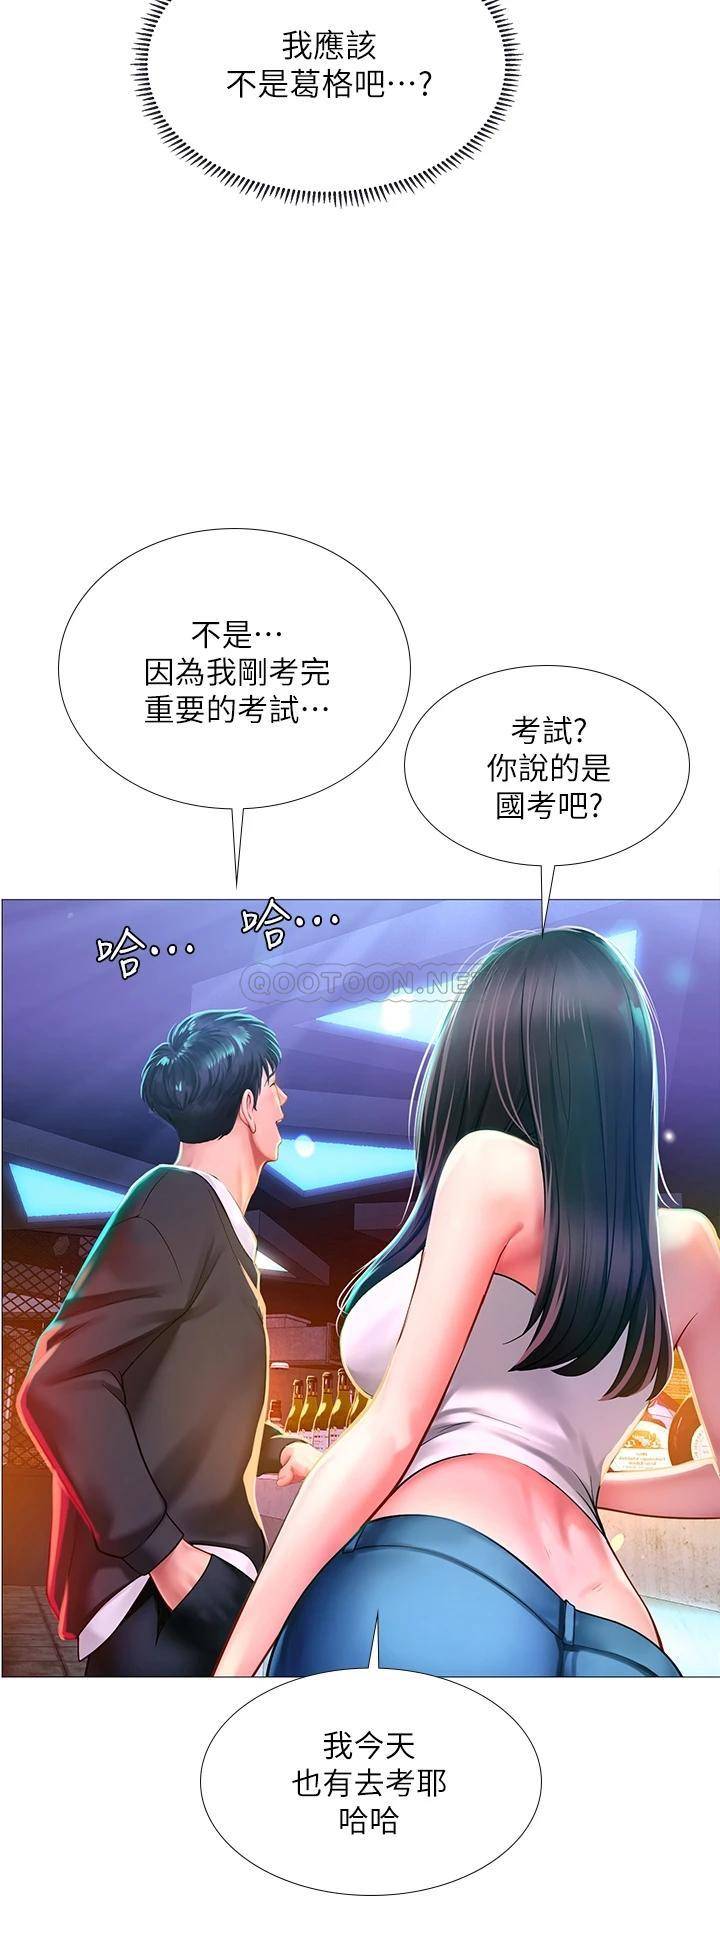 我應該
不是葛格吧…?
不是…
因為我剛考完
重要的考試…
考試?
你說的是
國考吧?
哈…
哈…
QOOTOON.NET
我今天
也有去考耶
哈哈